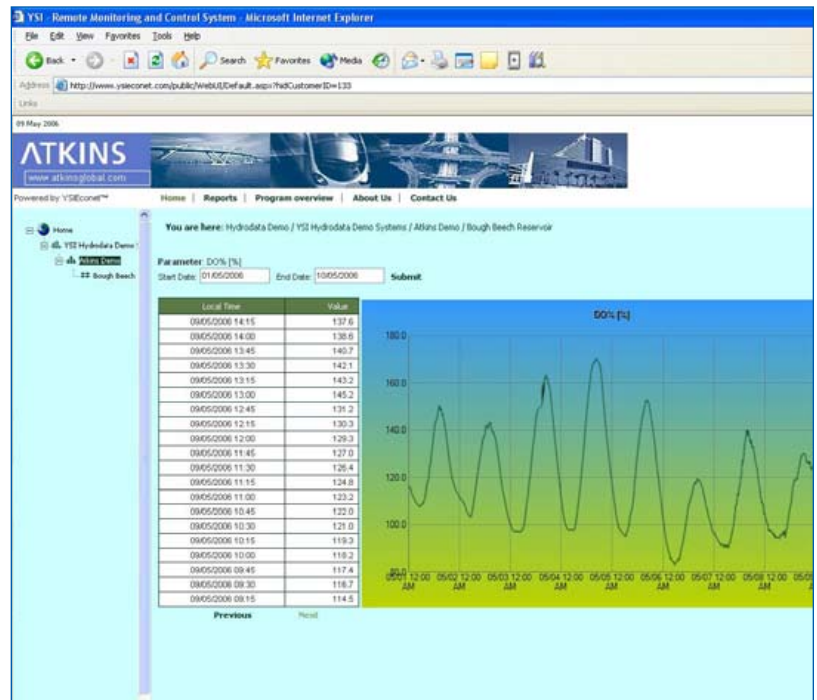 YSI - Remote Monitoring and Control System - Microsoft Internet Explorer
File Edit View Favorites Tools Help
Back Search Favorites Media
Address http://www.ysieconet.com/public/WebUI/Default.aspx?hidCustomerID=133
Links
09 May 2006
ATKINS
www.atkinsglobal.com
Powered by YSIEconet™
Home | Reports | Program overview | About Us | Contact Us
Home
YSI Hydrodata Demo
Atkins Demo
Bough Beech
You are here: Hydrodata Demo / YSI Hydrodata Demo Systems / Atkins Demo / Bough Beech Reservoir
Parameter: DO% [%]
Start Date: 01/05/2006 End Date: 10/05/2006 Submit
Local Time Value
09/05/2006 14:15 137.6
09/05/2006 14:00 138.6
09/05/2006 13:45 140.7
09/05/2006 13:30 142.1
09/05/2006 13:15 143.2
09/05/2006 13:00 145.2
09/05/2006 12:45 131.2
09/05/2006 12:15 130.3
09/05/2006 12:00 129.3
09/05/2006 11:45 127.0
09/05/2006 11:30 126.4
09/05/2006 11:15 124.8
09/05/2006 11:00 123.2
09/05/2006 10:45 122.0
09/05/2006 10:30 121.0
09/05/2006 10:15 119.3
09/05/2006 10:00 118.2
09/05/2006 09:45 117.4
09/05/2006 09:30 116.7
09/05/2006 09:15 114.5
Previous Next
DO% [%]
180.0
160.0
140.0
120.0
100.0
80.0
05/01 12:00 AM 05/02 12:00 AM 05/03 12:00 AM 05/04 12:00 AM 05/05 12:00 AM 05/06 12:00 AM 05/07 12:00 AM 05/08 12:00 AM